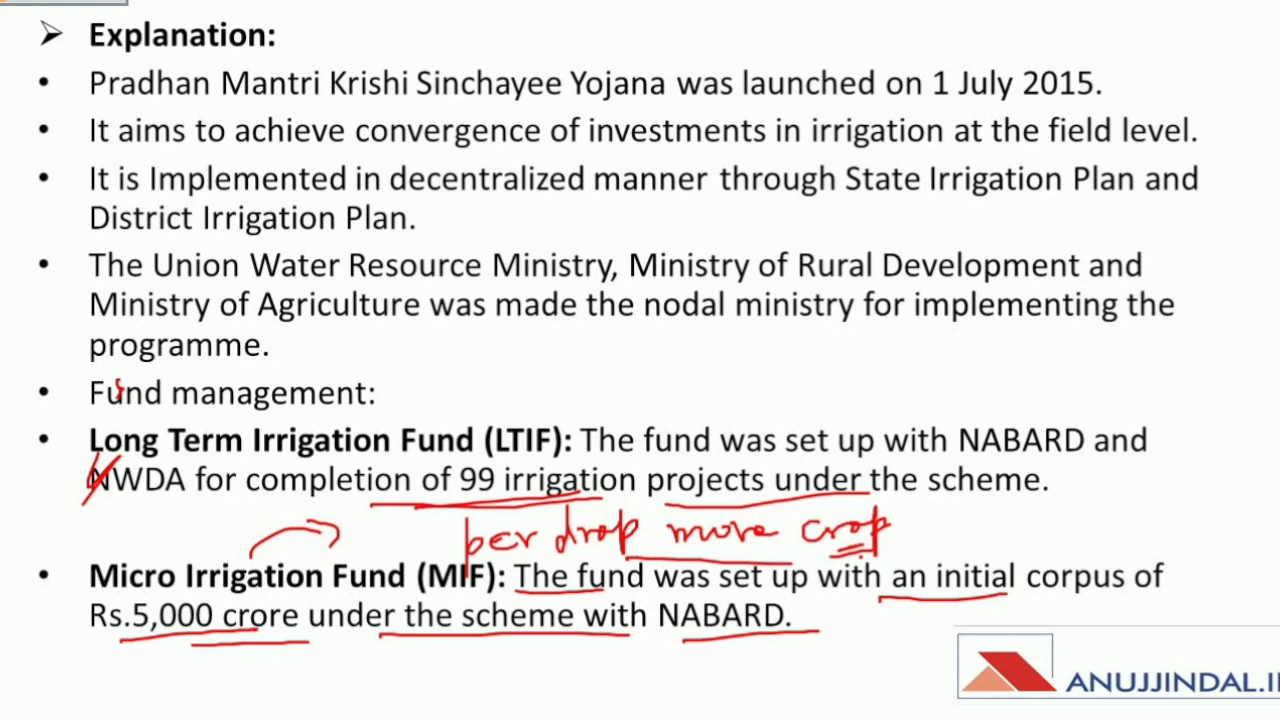 ➤ Explanation:
• Pradhan Mantri Krishi Sinchayee Yojana was launched on 1 July 2015.
• It aims to achieve convergence of investments in irrigation at the field level.
• It is Implemented in decentralized manner through State Irrigation Plan and
District Irrigation Plan.
• The Union Water Resource Ministry, Ministry of Rural Development and
Ministry of Agriculture was made the nodal ministry for implementing the
programme.
• Fund management:
• Long Term Irrigation Fund (LTIF): The fund was set up with NABARD and
NWDA for completion of 99 irrigation projects under the scheme.
per drop more crop
• Micro Irrigation Fund (MIF): The fund was set up with an initial corpus of
Rs.5,000 crore under the scheme with NABARD.
ANUJJINDAL.I